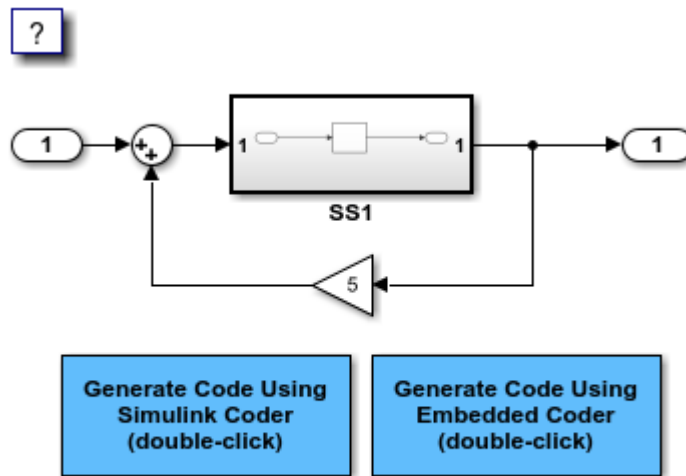 ?
1
++
1
1
1
SS1
5
Generate Code Using
Simulink Coder
(double-click)
Generate Code Using
Embedded Coder
(double-click)